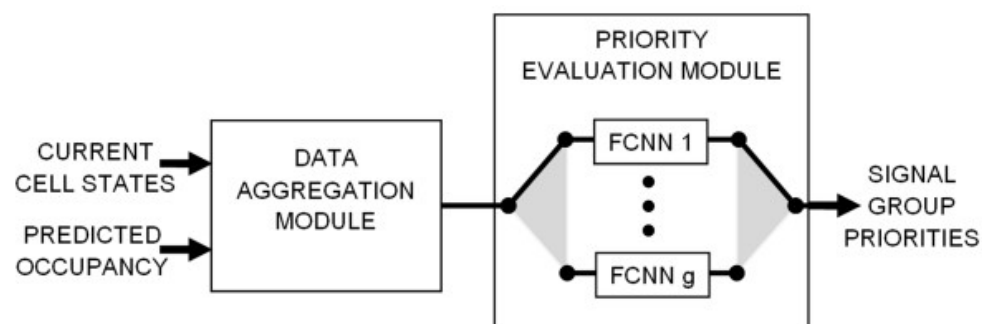 CURRENT
CELL STATES
PREDICTED
OCCUPANCY
DATA
AGGREGATION
MODULE
PRIORITY
EVALUATION MODULE
FCNN 1
FCNN g
SIGNAL
GROUP
PRIORITIES